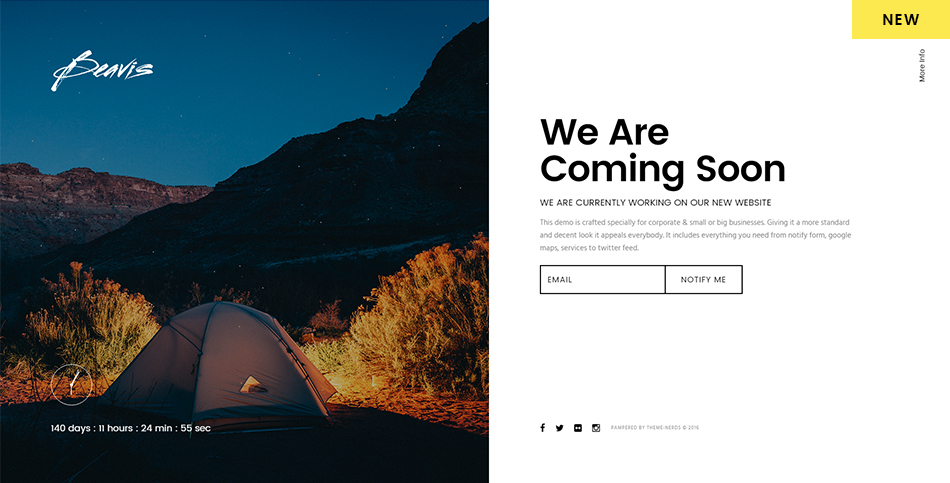 Beavis
140 days : 11 hours : 24 min : 55 sec
NEW
More Info
We Are
Coming Soon
WE ARE CURRENTLY WORKING ON OUR NEW WEBSITE
This demo is crafted specially for corporate & small or big businesses. Giving it a more standard
and decent look it appeals everybody. It includes everything you need from notify form, google
maps, services to twitter feed.
EMAIL
NOTIFY ME
PAMPERED BY THEME-NERDS © 2016